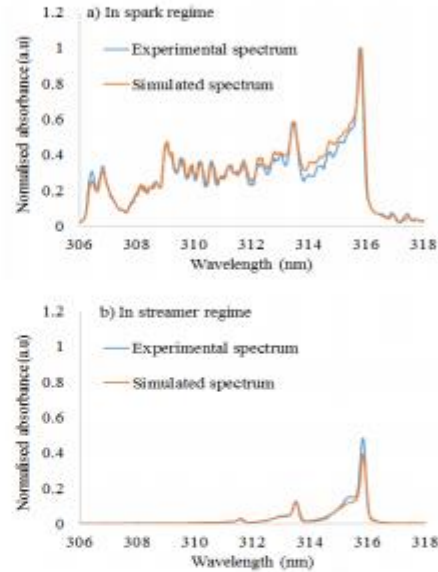 a) In spark regime
Experimental spectrum
Simulated spectrum
Normalised absorbance (a.u)
1.2
1
0.8
0.6
0.4
0.2
0
306 308 310 312 314 316 318
Wavelength (nm)
b) In streamer regime
Experimental spectrum
Simulated spectrum
Normalised absorbance (a.u)
1.2
1
0.8
0.6
0.4
0.2
0
306 308 310 312 314 316 318
Wavelength (nm)